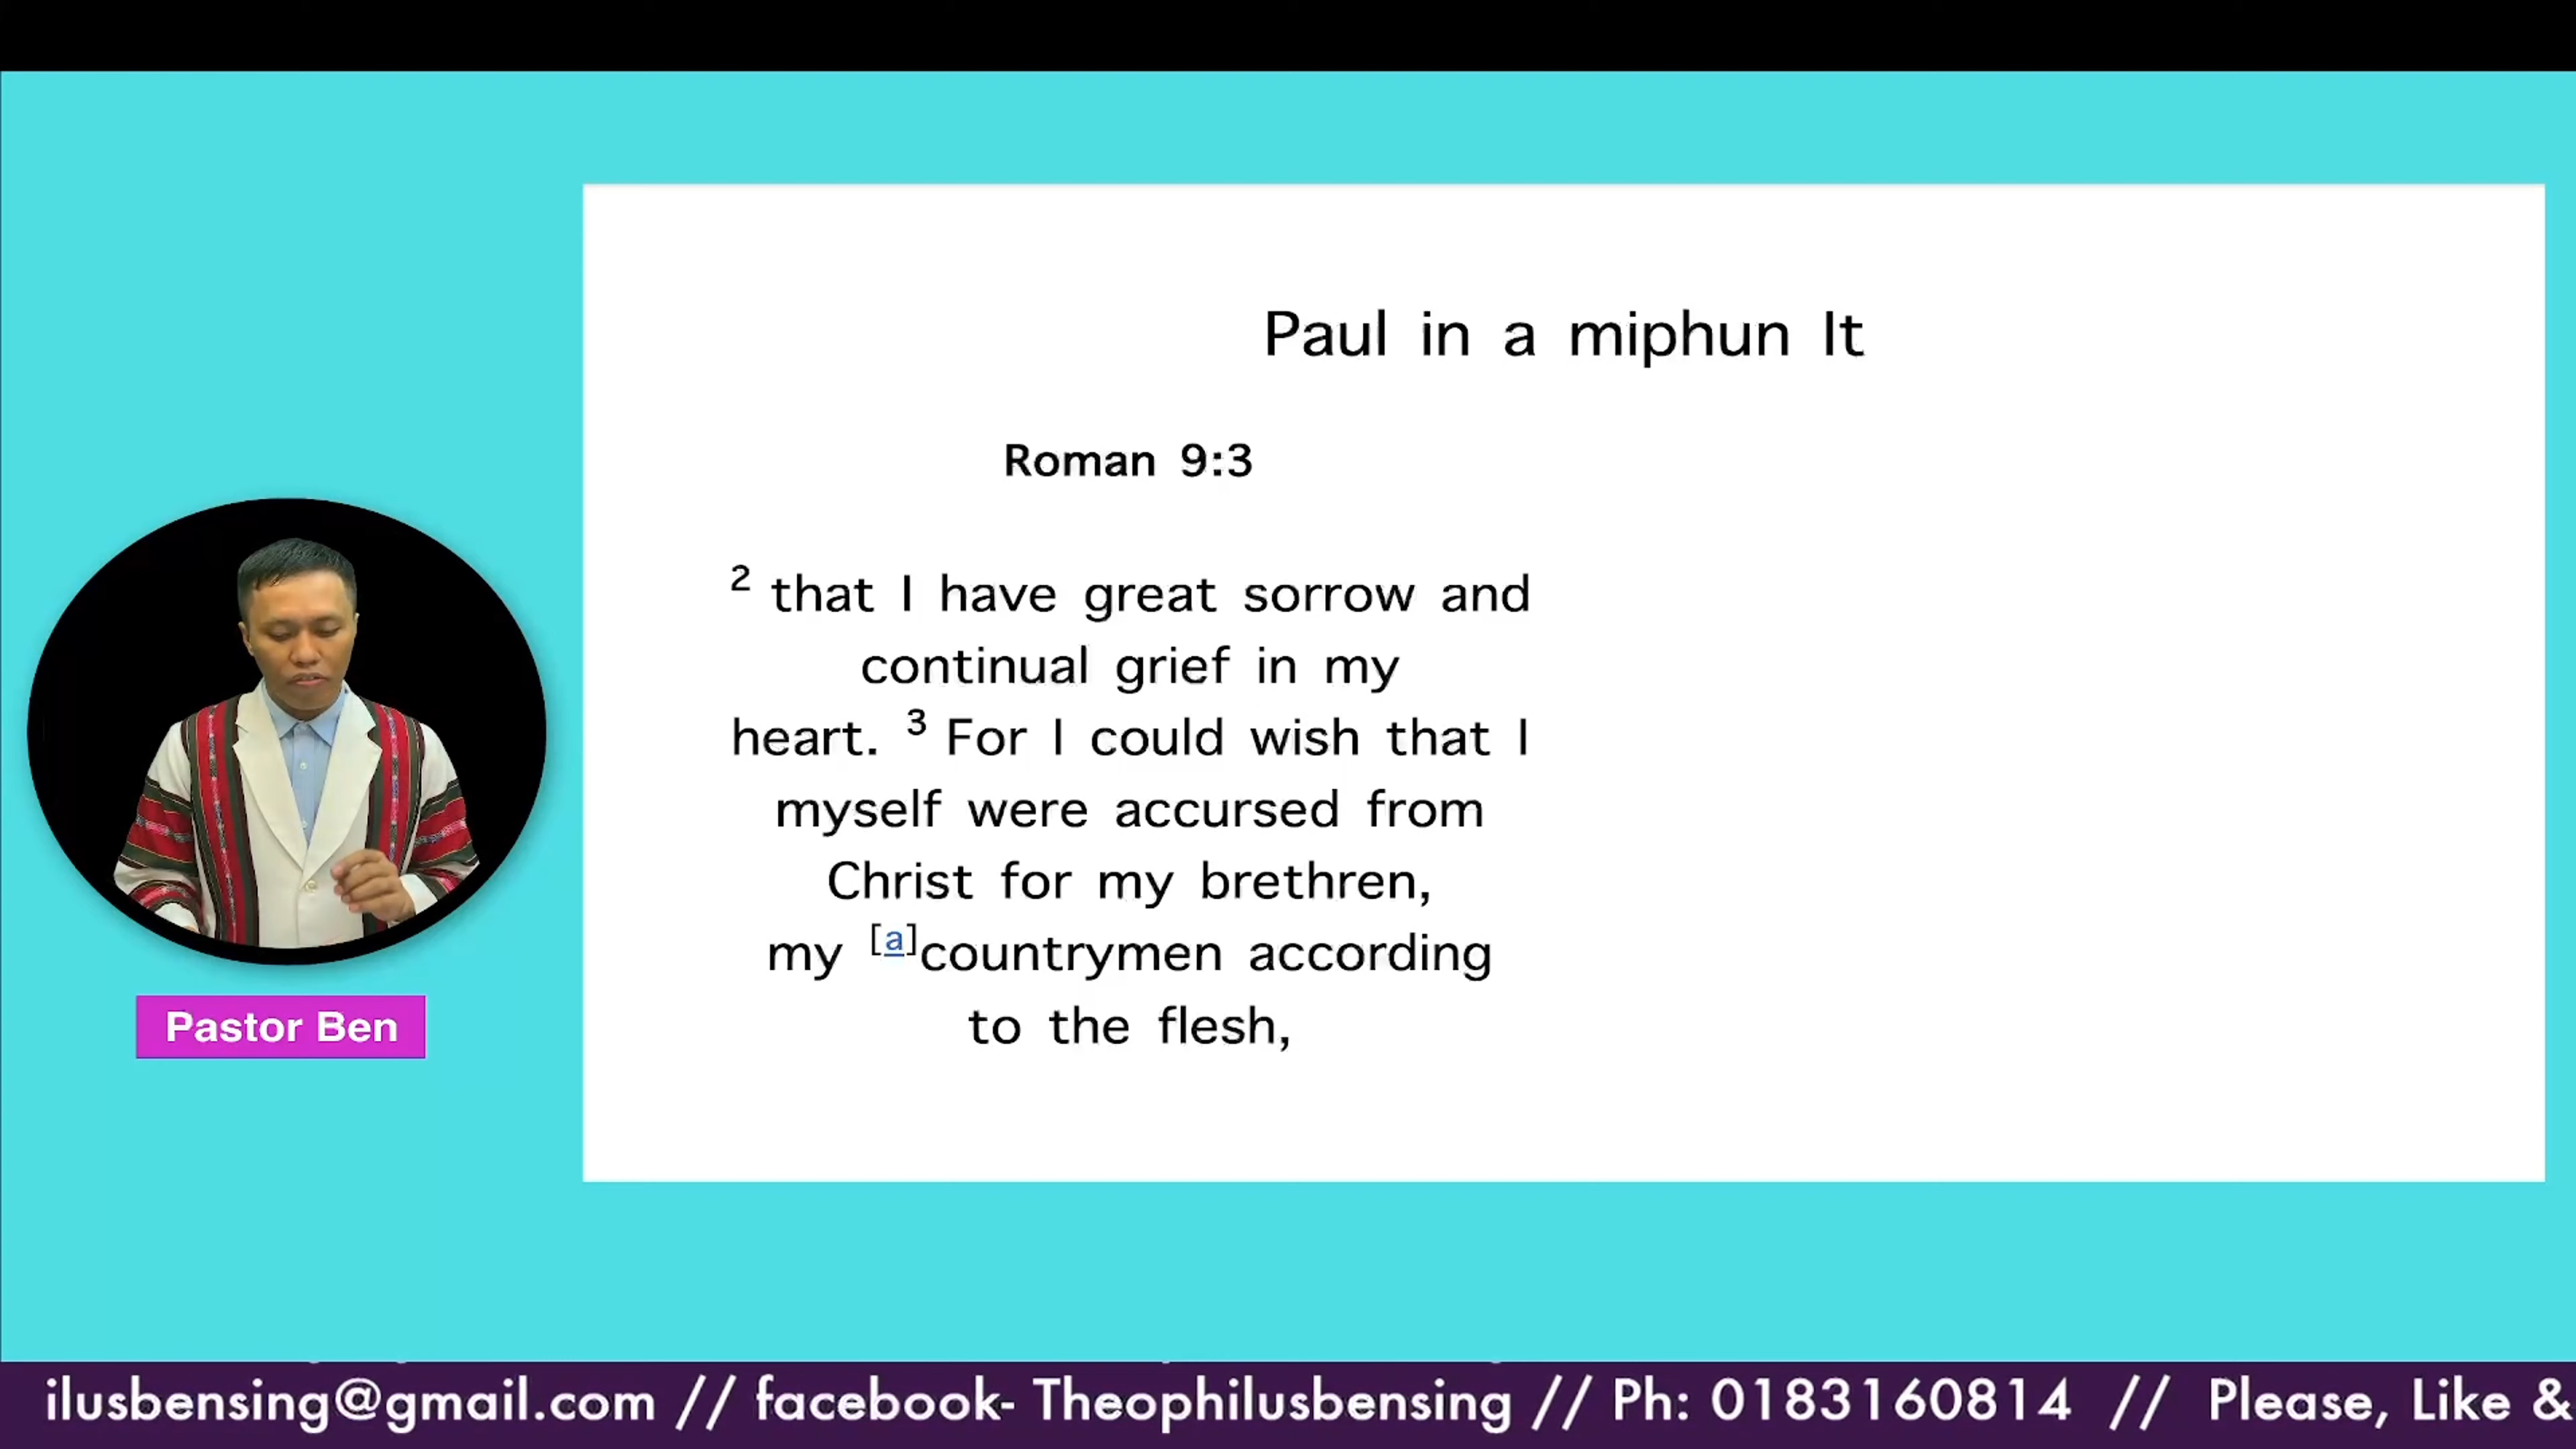 Paul in a miphun It
Roman 9:3
2 that I have great sorrow and
continual grief in my
heart. 3 For I could wish that I
myself were accursed from
Christ for my brethren,
my [a]countrymen according
to the flesh,
Pastor Ben
ilusbensing@gmail.com // facebook- Theophilusbensing // Ph: 0183160814 // Please, Like &